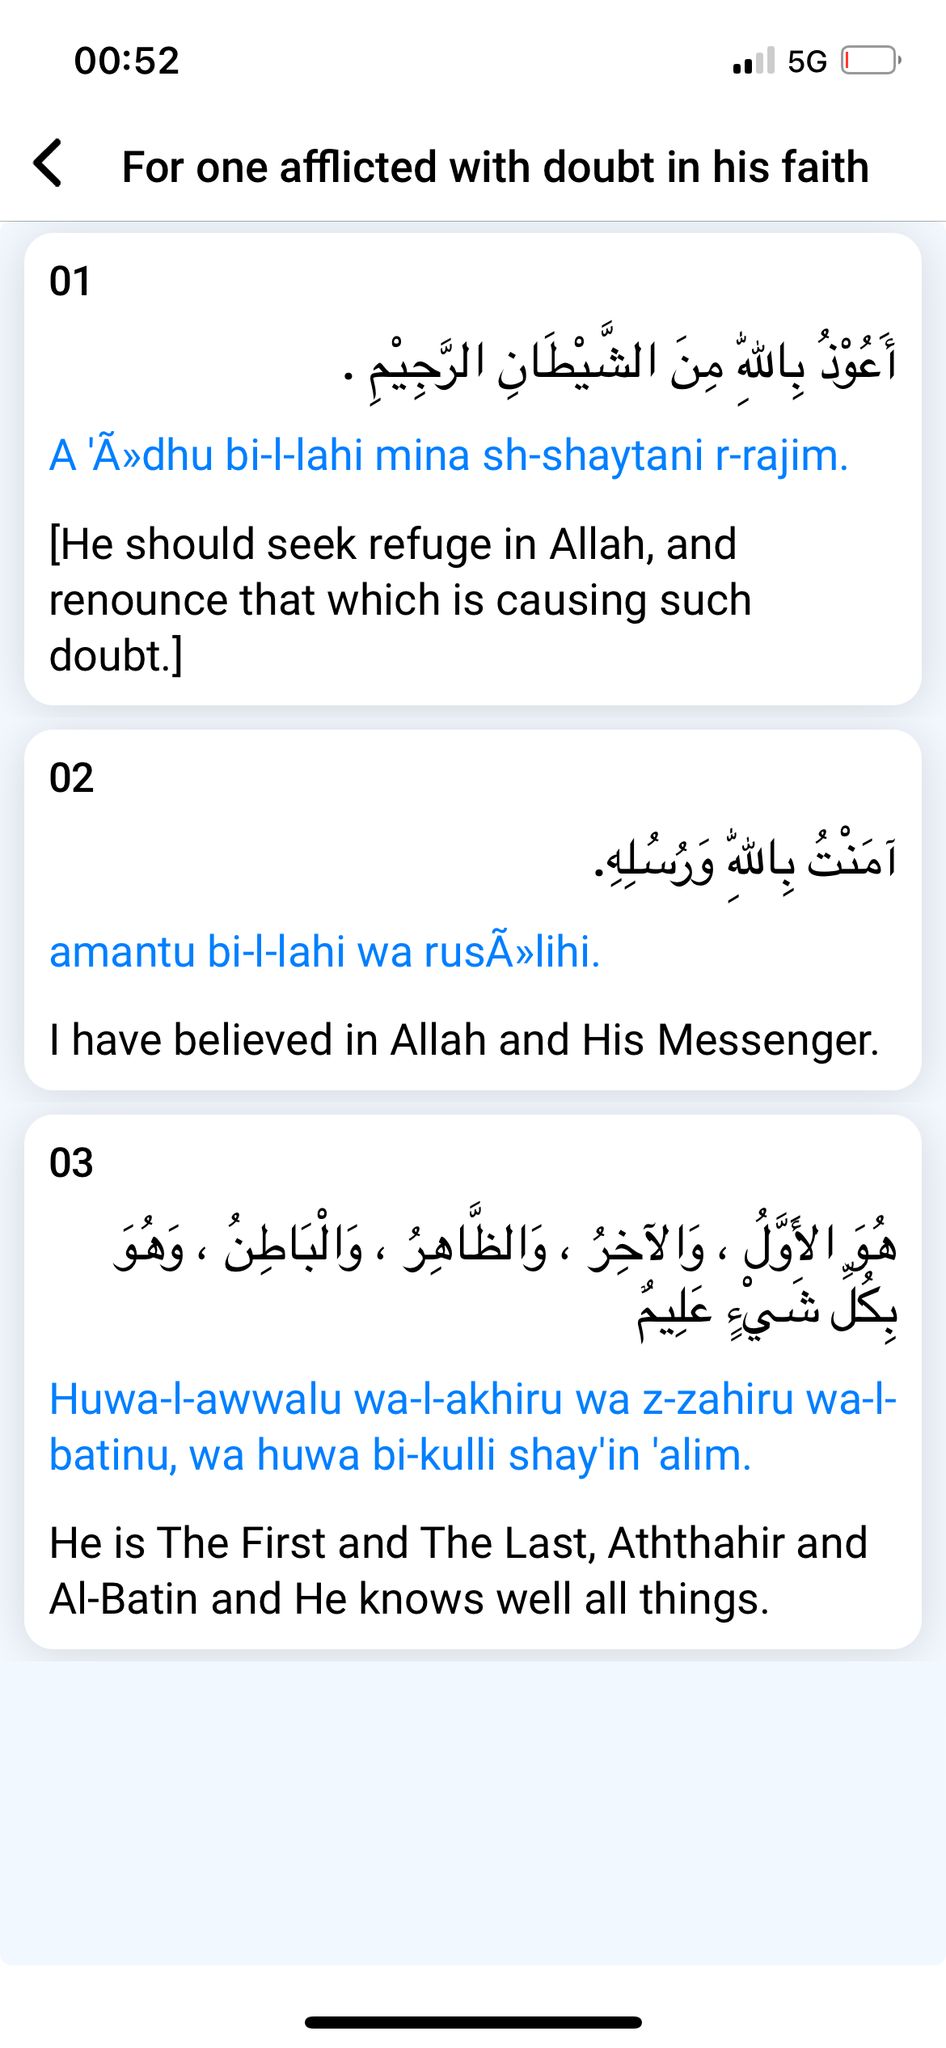 00:52
5G
For one afflicted with doubt in his faith
01
أَعُوْذُ بِاللهِ مِنَ الشَّيْطَانِ الرَّجِيْمِ .
A 'Ã»dhu bi-l-lahi mina sh-shaytani r-rajim.
[He should seek refuge in Allah, and
renounce that which is causing such
doubt.]
02
آمَنْتُ بِاللهِ وَرُسُلِهِ.
amantu bi-l-lahi wa rusÃ»lihi.
I have believed in Allah and His Messenger.
03
هُوَ الأَوَّلُ ، وَالآخِرُ ، وَالظَّاهِرُ ، وَالْبَاطِنُ ، وَهُوَ
بِكُلِّ شَيْءٍ عَلِيمٌ
Huwa-l-awwalu wa-l-akhiru wa z-zahiru wa-l-
batinu, wa huwa bi-kulli shay'in 'alim.
He is The First and The Last, Aththahir and
Al-Batin and He knows well all things.